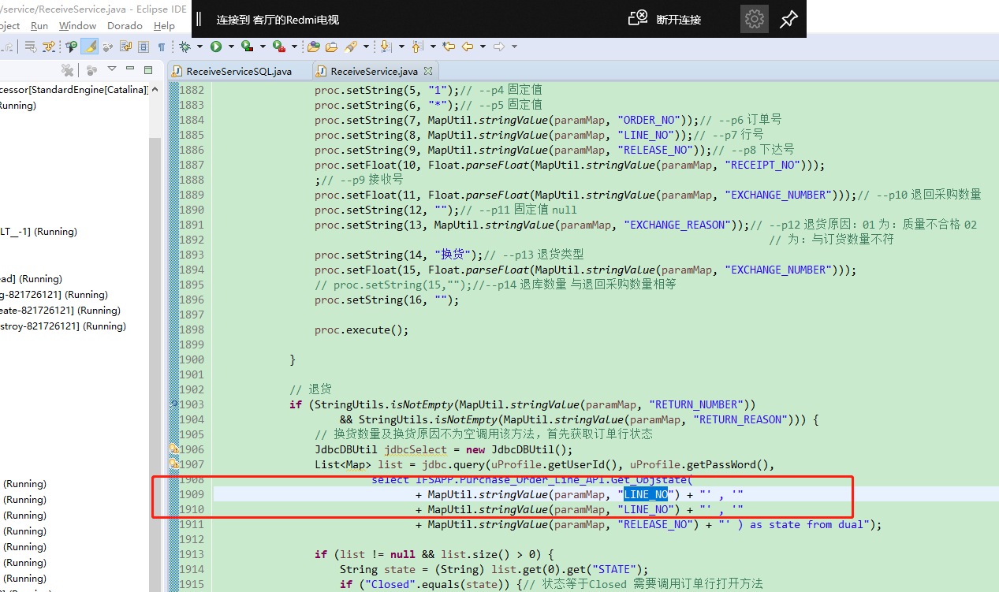 /service/ReceiveService.java - Eclipse IDE
连接到 客厅的Redmi电视
断开连接
oject Run Window Dorado Help
ReceiveServiceSQL.java
ReceiveService.java
cessor[StandardEngine[Catalina]]
Running)
LT__-1] (Running)
ead] (Running)
g-821726121] (Running)
eate-821726121] (Running)
stroy-821726121] (Running)
(Running)
(Running)
(Running)
(Running)
(Running)
(Running)
(Running)
1882 proc.setString(5, "1");// --p4 固定值
1883 proc.setString(6, "*");// --p5 固定值
1884 proc.setString(7, MapUtil.stringValue(paramMap, "ORDER_NO"));// --p6 订单号
1885 proc.setString(8, MapUtil.stringValue(paramMap, "LINE_NO"));// --p7 行号
1886 proc.setString(9, MapUtil.stringValue(paramMap, "RELEASE_NO"));// --p8 下达号
1887 proc.setFloat(10, Float.parseFloat(MapUtil.stringValue(paramMap, "RECEIPT_NO")));
1888 ;// --p9 接收号
1889 proc.setFloat(11, Float.parseFloat(MapUtil.stringValue(paramMap, "EXCHANGE_NUMBER")));// --p10 退回采购数量
1890 proc.setString(12, "");// --p11 固定值 null
1891 proc.setString(13, MapUtil.stringValue(paramMap, "EXCHANGE_REASON"));// --p12 退货原因：01 为：质量不合格 02
1892 // 为：与订货数量不符
1893 proc.setString(14, "换货");// --p13 退货类型
1894 proc.setFloat(15, Float.parseFloat(MapUtil.stringValue(paramMap, "EXCHANGE_NUMBER")));
1895 // proc.setString(15,"");//--p14 退库数量 与退回采购数量相等
1896 proc.setString(16, "");
1897
1898 proc.execute();
1899
1900 }
1901
1902 // 退货
1903 if (StringUtils.isNotEmpty(MapUtil.stringValue(paramMap, "RETURN_NUMBER"))
1904 && StringUtils.isNotEmpty(MapUtil.stringValue(paramMap, "RETURN_REASON"))) {
1905 // 换货数量及换货原因不为空调用该方法，首先获取订单行状态
1906 JdbcDBUtil jdbcSelect = new JdbcDBUtil();
1907 List<Map> list = jdbc.query(uProfile.getUserId(), uProfile.getPassWord(),
1908 select IFSAPP.Purchase_Order_Line_API.Get_Objstate(
1909 + MapUtil.stringValue(paramMap, "LINE_NO") + "' , '"
1910 + MapUtil.stringValue(paramMap, "LINE_NO") + "' , '"
1911 + MapUtil.stringValue(paramMap, "RELEASE_NO") + "' ) as state from dual");
1912
1913 if (list != null && list.size() > 0) {
1914 String state = (String) list.get(0).get("STATE");
1915 if ("Closed".equals(state)) {// 状态等于Closed 需要调用订单行打开方法